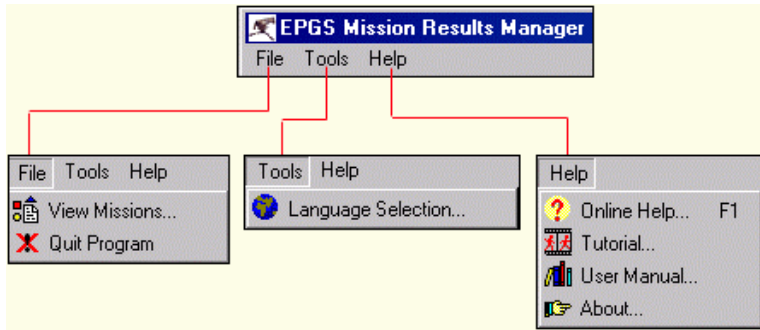 EPGS Mission Results Manager
File Tools Help
File Tools Help
View Missions...
Quit Program
Tools Help
Language Selection...
Help
Online Help... F1
Tutorial...
User Manual...
About...